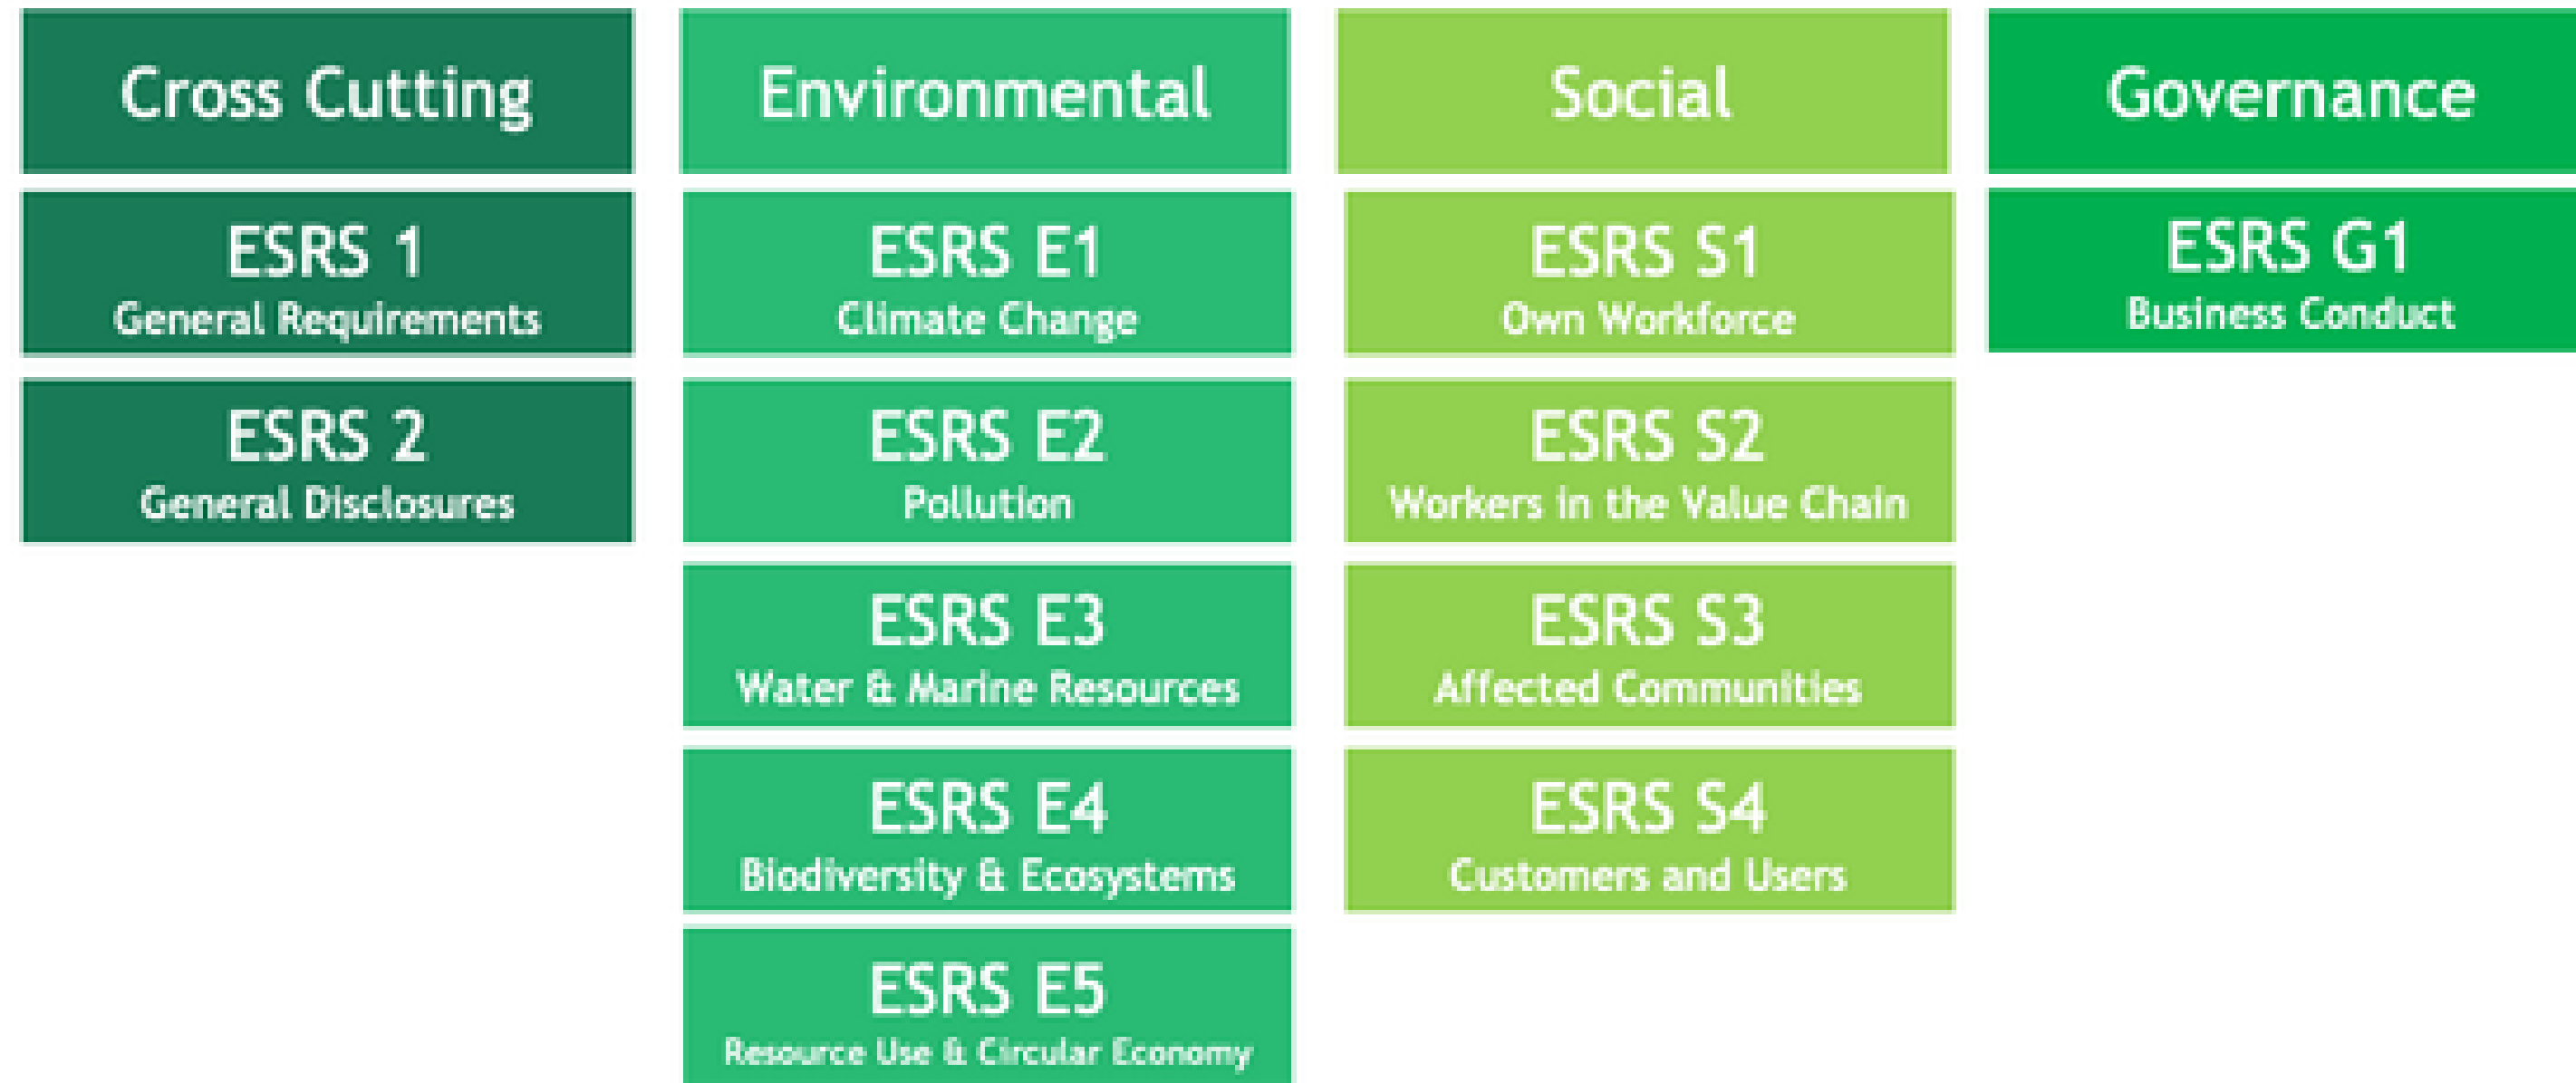 Cross Cutting
ESRS 1
General Requirements
ESRS 2
General Disclosures
Environmental
ESRS E1
Climate Change
ESRS E2
Pollution
ESRS E3
Water & Marine Resources
ESRS E4
Biodiversity & Ecosystems
ESRS E5
Resource Use & Circular Economy
Social
ESRS S1
Own Workforce
ESRS S2
Workers in the Value Chain
ESRS S3
Affected Communities
ESRS S4
Customers and Users
Governance
ESRS G1
Business Conduct